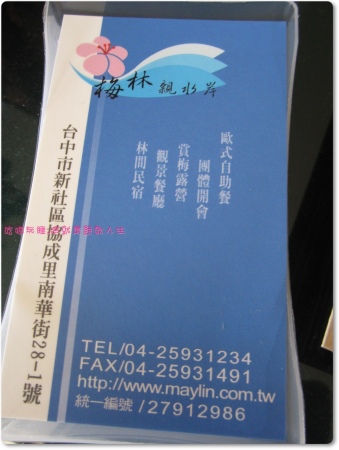 梅林親水岸
歐式自助餐
團體開會
賞梅露營
觀景餐廳
林間民宿
台中市新社區協成里南華街28-1號
TEL/04-25931234
FAX/04-25931491
http://www.maylin.com.tw
統一編號/27912986